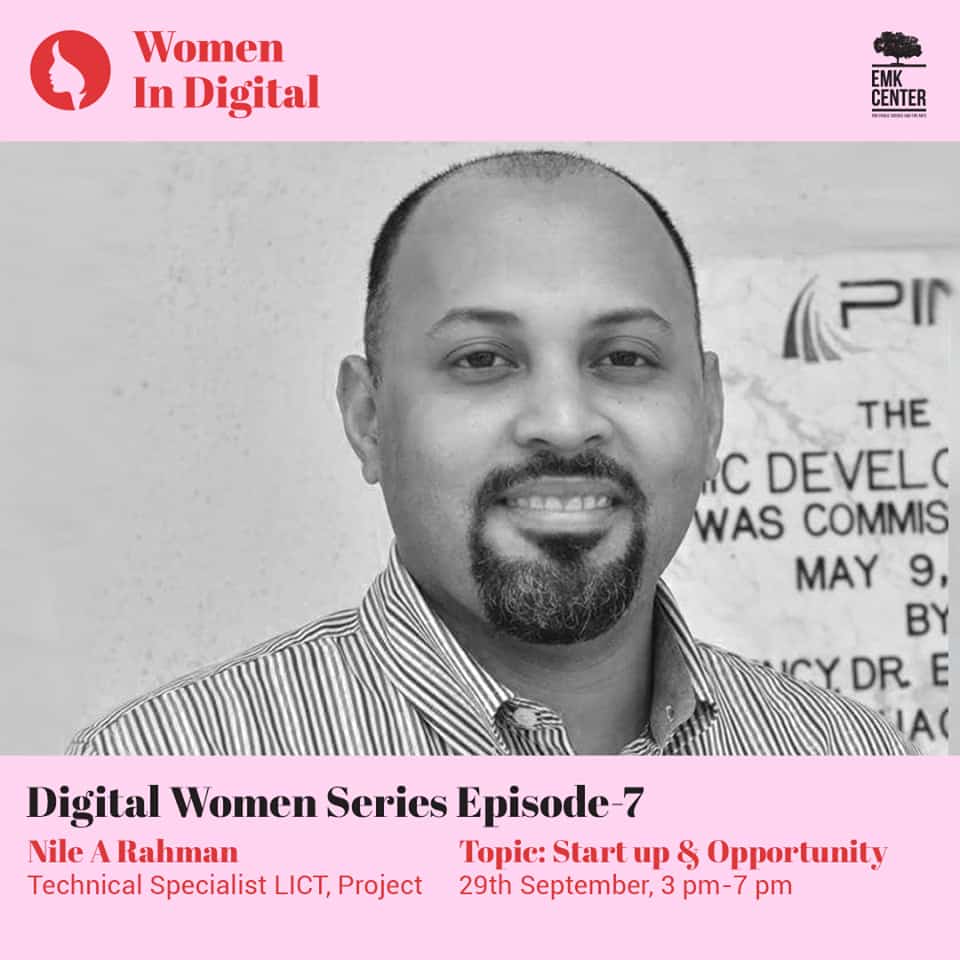 Women
In Digital
EMK
CENTER
THE
WAS
MAY 9,
BY
DR.
Digital Women Series Episode-7
Nile A Rahman
Technical Specialist LICT, Project
Topic: Start up & Opportunity
29th September, 3 pm-7 pm